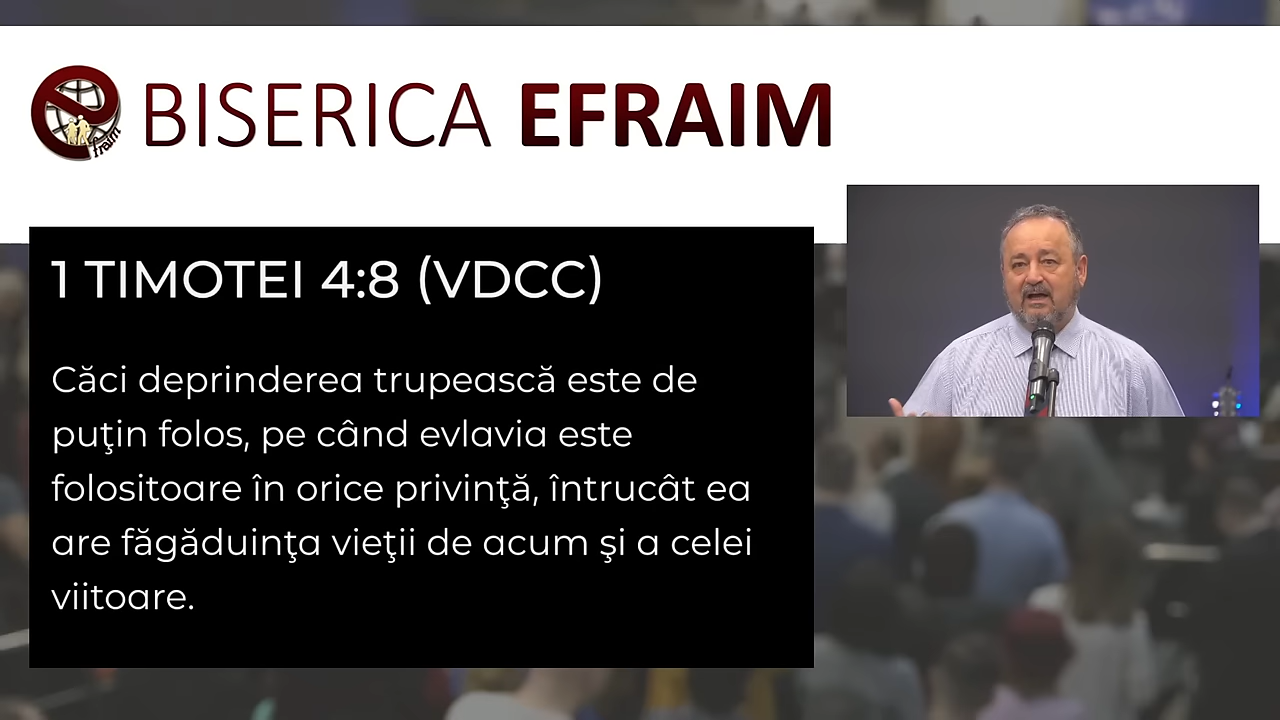 BISERICA EFRAIM
fraim
1 TIMOTEI 4:8 (VDCC)
Căci deprinderea trupească este de
puţin folos, pe când evlavia este
folositoare în orice privinţă, întrucât ea
are făgăduinţa vieţii de acum şi a celei
viitoare.